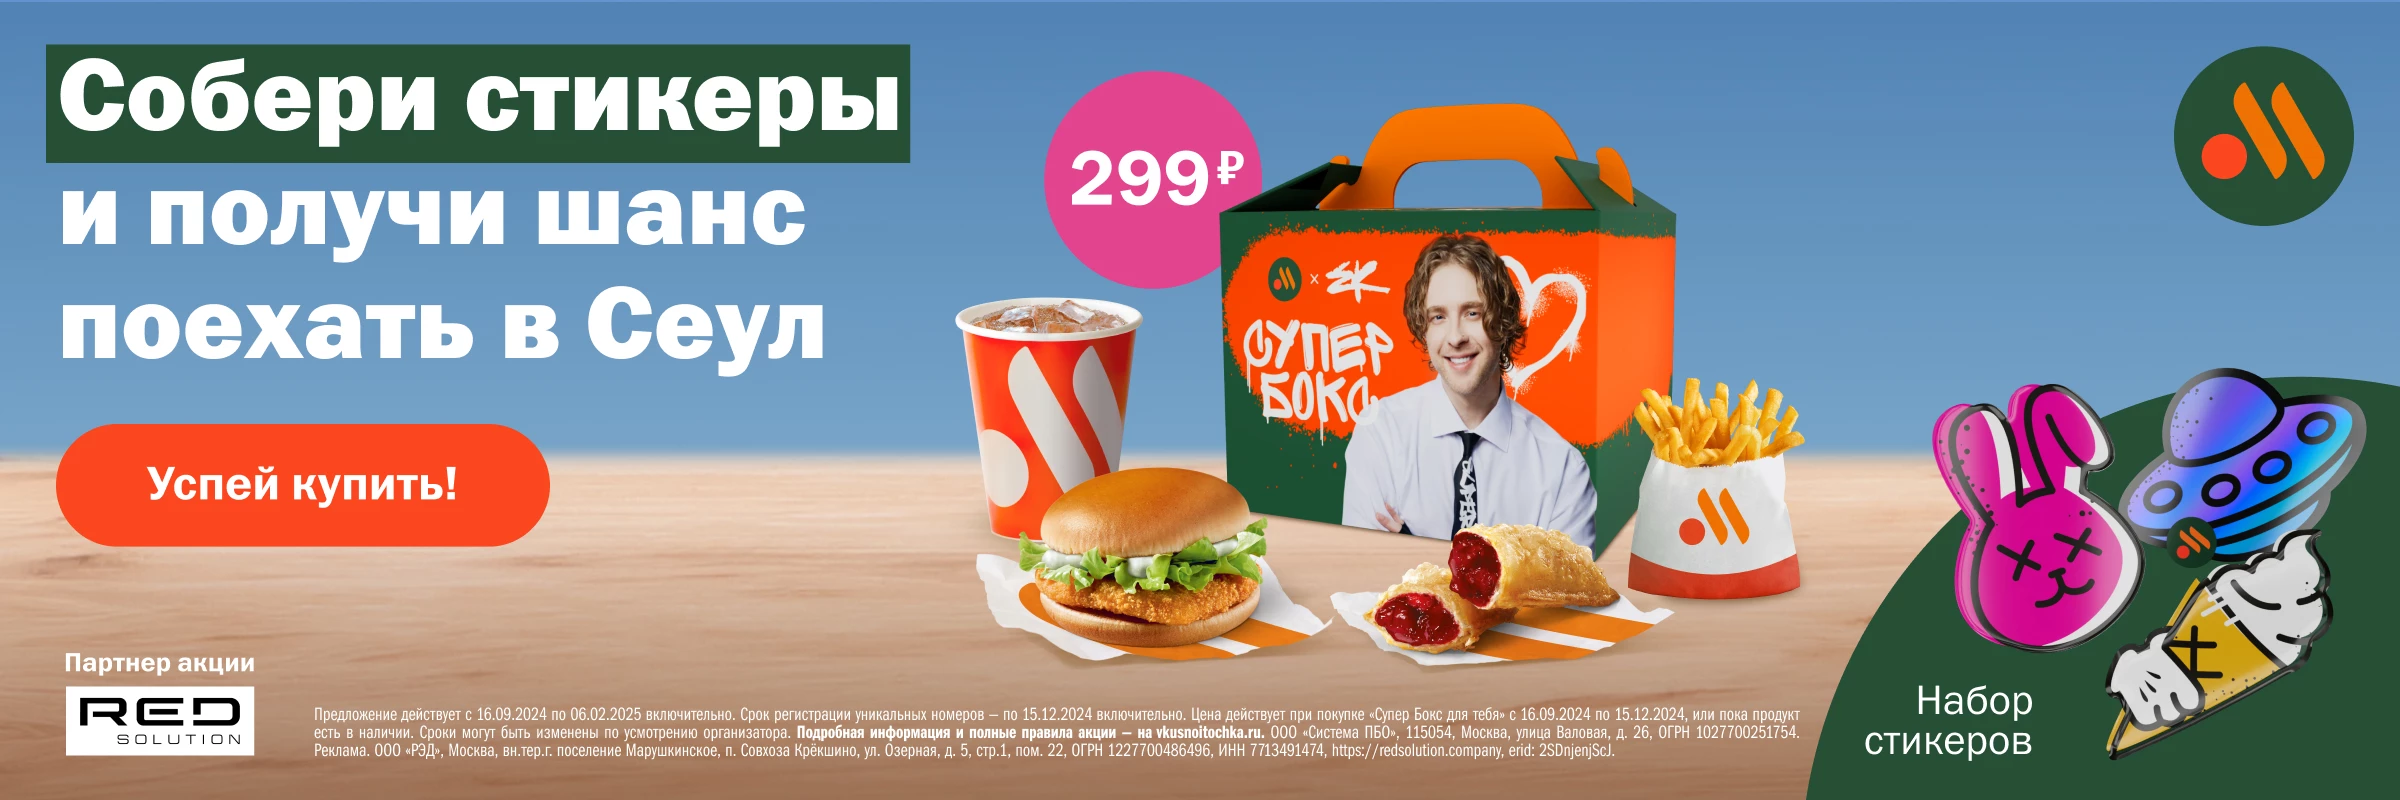 Собери стикеры
и получи шанс
поехать в Сеул
Успей купить!
299 ₽
× ЕК
СУПЕР
БОКС
Набор
стикеров
Партнер акции
RED
SOLUTION
Предложение действует с 16.09.2024 по 06.02.2025 включительно. Срок регистрации уникальных номеров — по 15.12.2024 включительно. Цена действует при покупке «Супер Бокс для тебя» с 16.09.2024 по 15.12.2024, или пока продукт
есть в наличии. Сроки могут быть изменены по усмотрению организатора. Подробная информация и полные правила акции — на vkusnoitochka.ru. ООО «Система ПБО», 115054, Москва, улица Валовая, д. 26, ОГРН 1027700251754.
Реклама. ООО «РЭД», Москва, вн.тер.г. поселение Марушкинское, п. Совхоза Крёкшино, ул. Озерная, д. 5, стр.1, пом. 22, ОГРН 1227700486496, ИНН 7713491474, https://redsolution.company, erid: 2SDnjenjScJ.